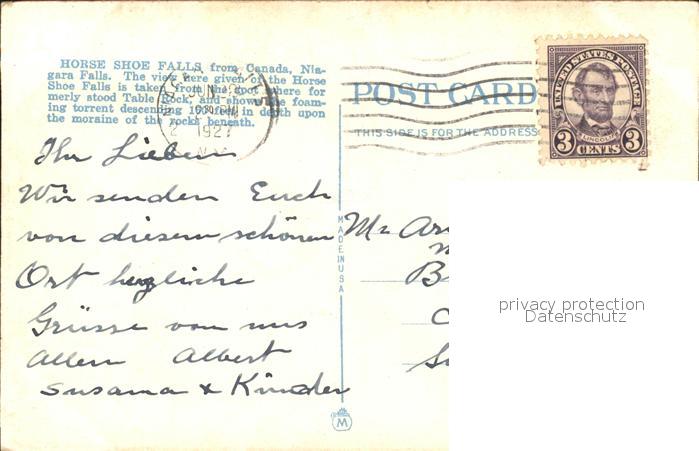 HORSE SHOE FALLS, from Canada, Nia-
gara Falls. The view here given of the Horse
Shoe Falls is taken from the spot where for-
merly stood Table Rock, and shows the foam-
ing torrent descending 158 feet in depth upon
the moraine of the rocks beneath.
JUN
1927
N.Y.
POST CARD
THIS SIDE IS FOR THE ADDRESS
UNITED STATES POSTAGE
LINCOLN
3 CENTS 3
Ihr Lieben
Wir senden Euch
von diesem schönen
Ort herzliche
Grüsse von uns
allen Albert
Susanna + Kinder
MADE IN USA
M
Mr Ar
B
C
privacy protection
Datenschutz